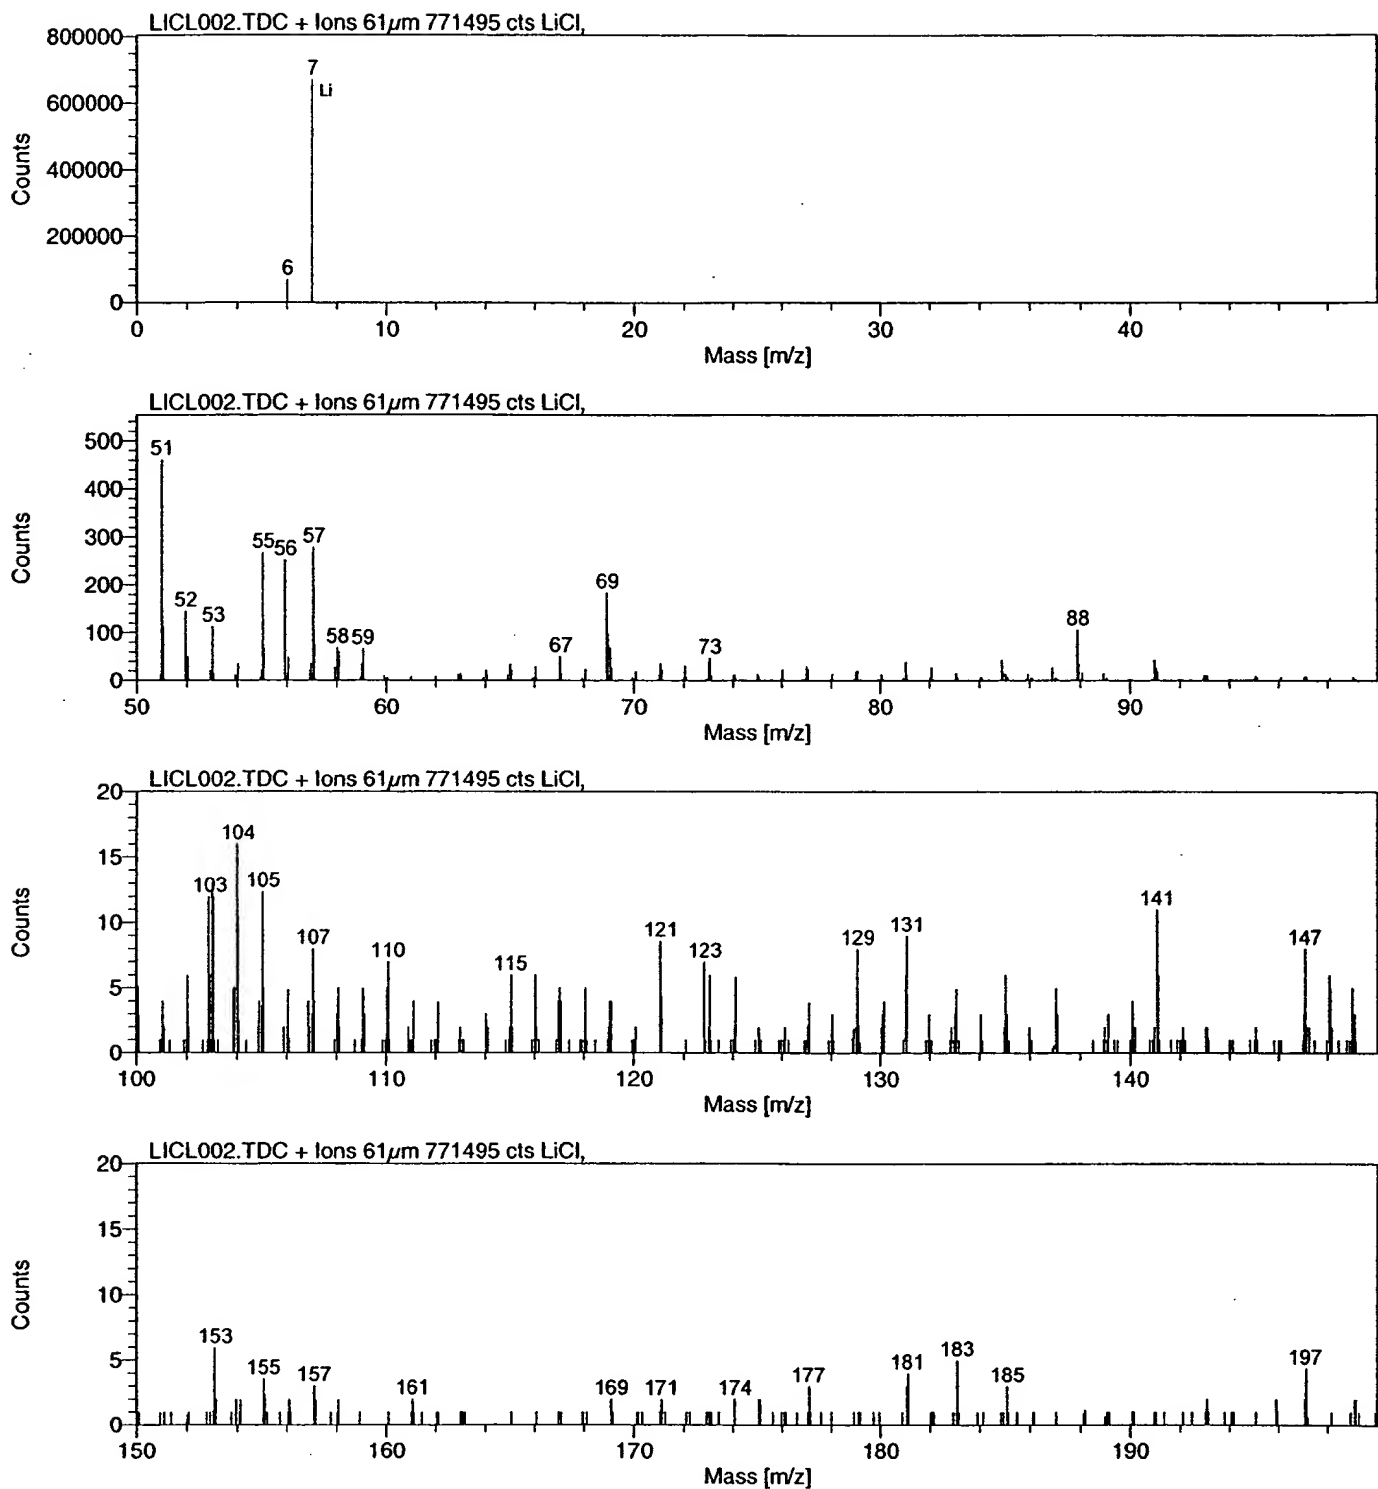 LICL002.TDC + Ions 61µm 771495 cts LiCl,
800000
600000
400000
200000
0
Counts
7
Li
6
0 10 20 30 40
Mass [m/z]
LICL002.TDC + Ions 61µm 771495 cts LiCl,
500
400
300
200
100
0
Counts
51 52 53 55 56 57 58 59 67 69 73 88
50 60 70 80 90
Mass [m/z]
LICL002.TDC + Ions 61µm 771495 cts LiCl,
20
15
10
5
0
Counts
103 104 105 107 110 115 121 123 129 131 141 147
100 110 120 130 140
Mass [m/z]
LICL002.TDC + Ions 61µm 771495 cts LiCl,
20
15
10
5
0
Counts
153 155 157 161 169 171 174 177 181 183 185 197
150 160 170 180 190
Mass [m/z]